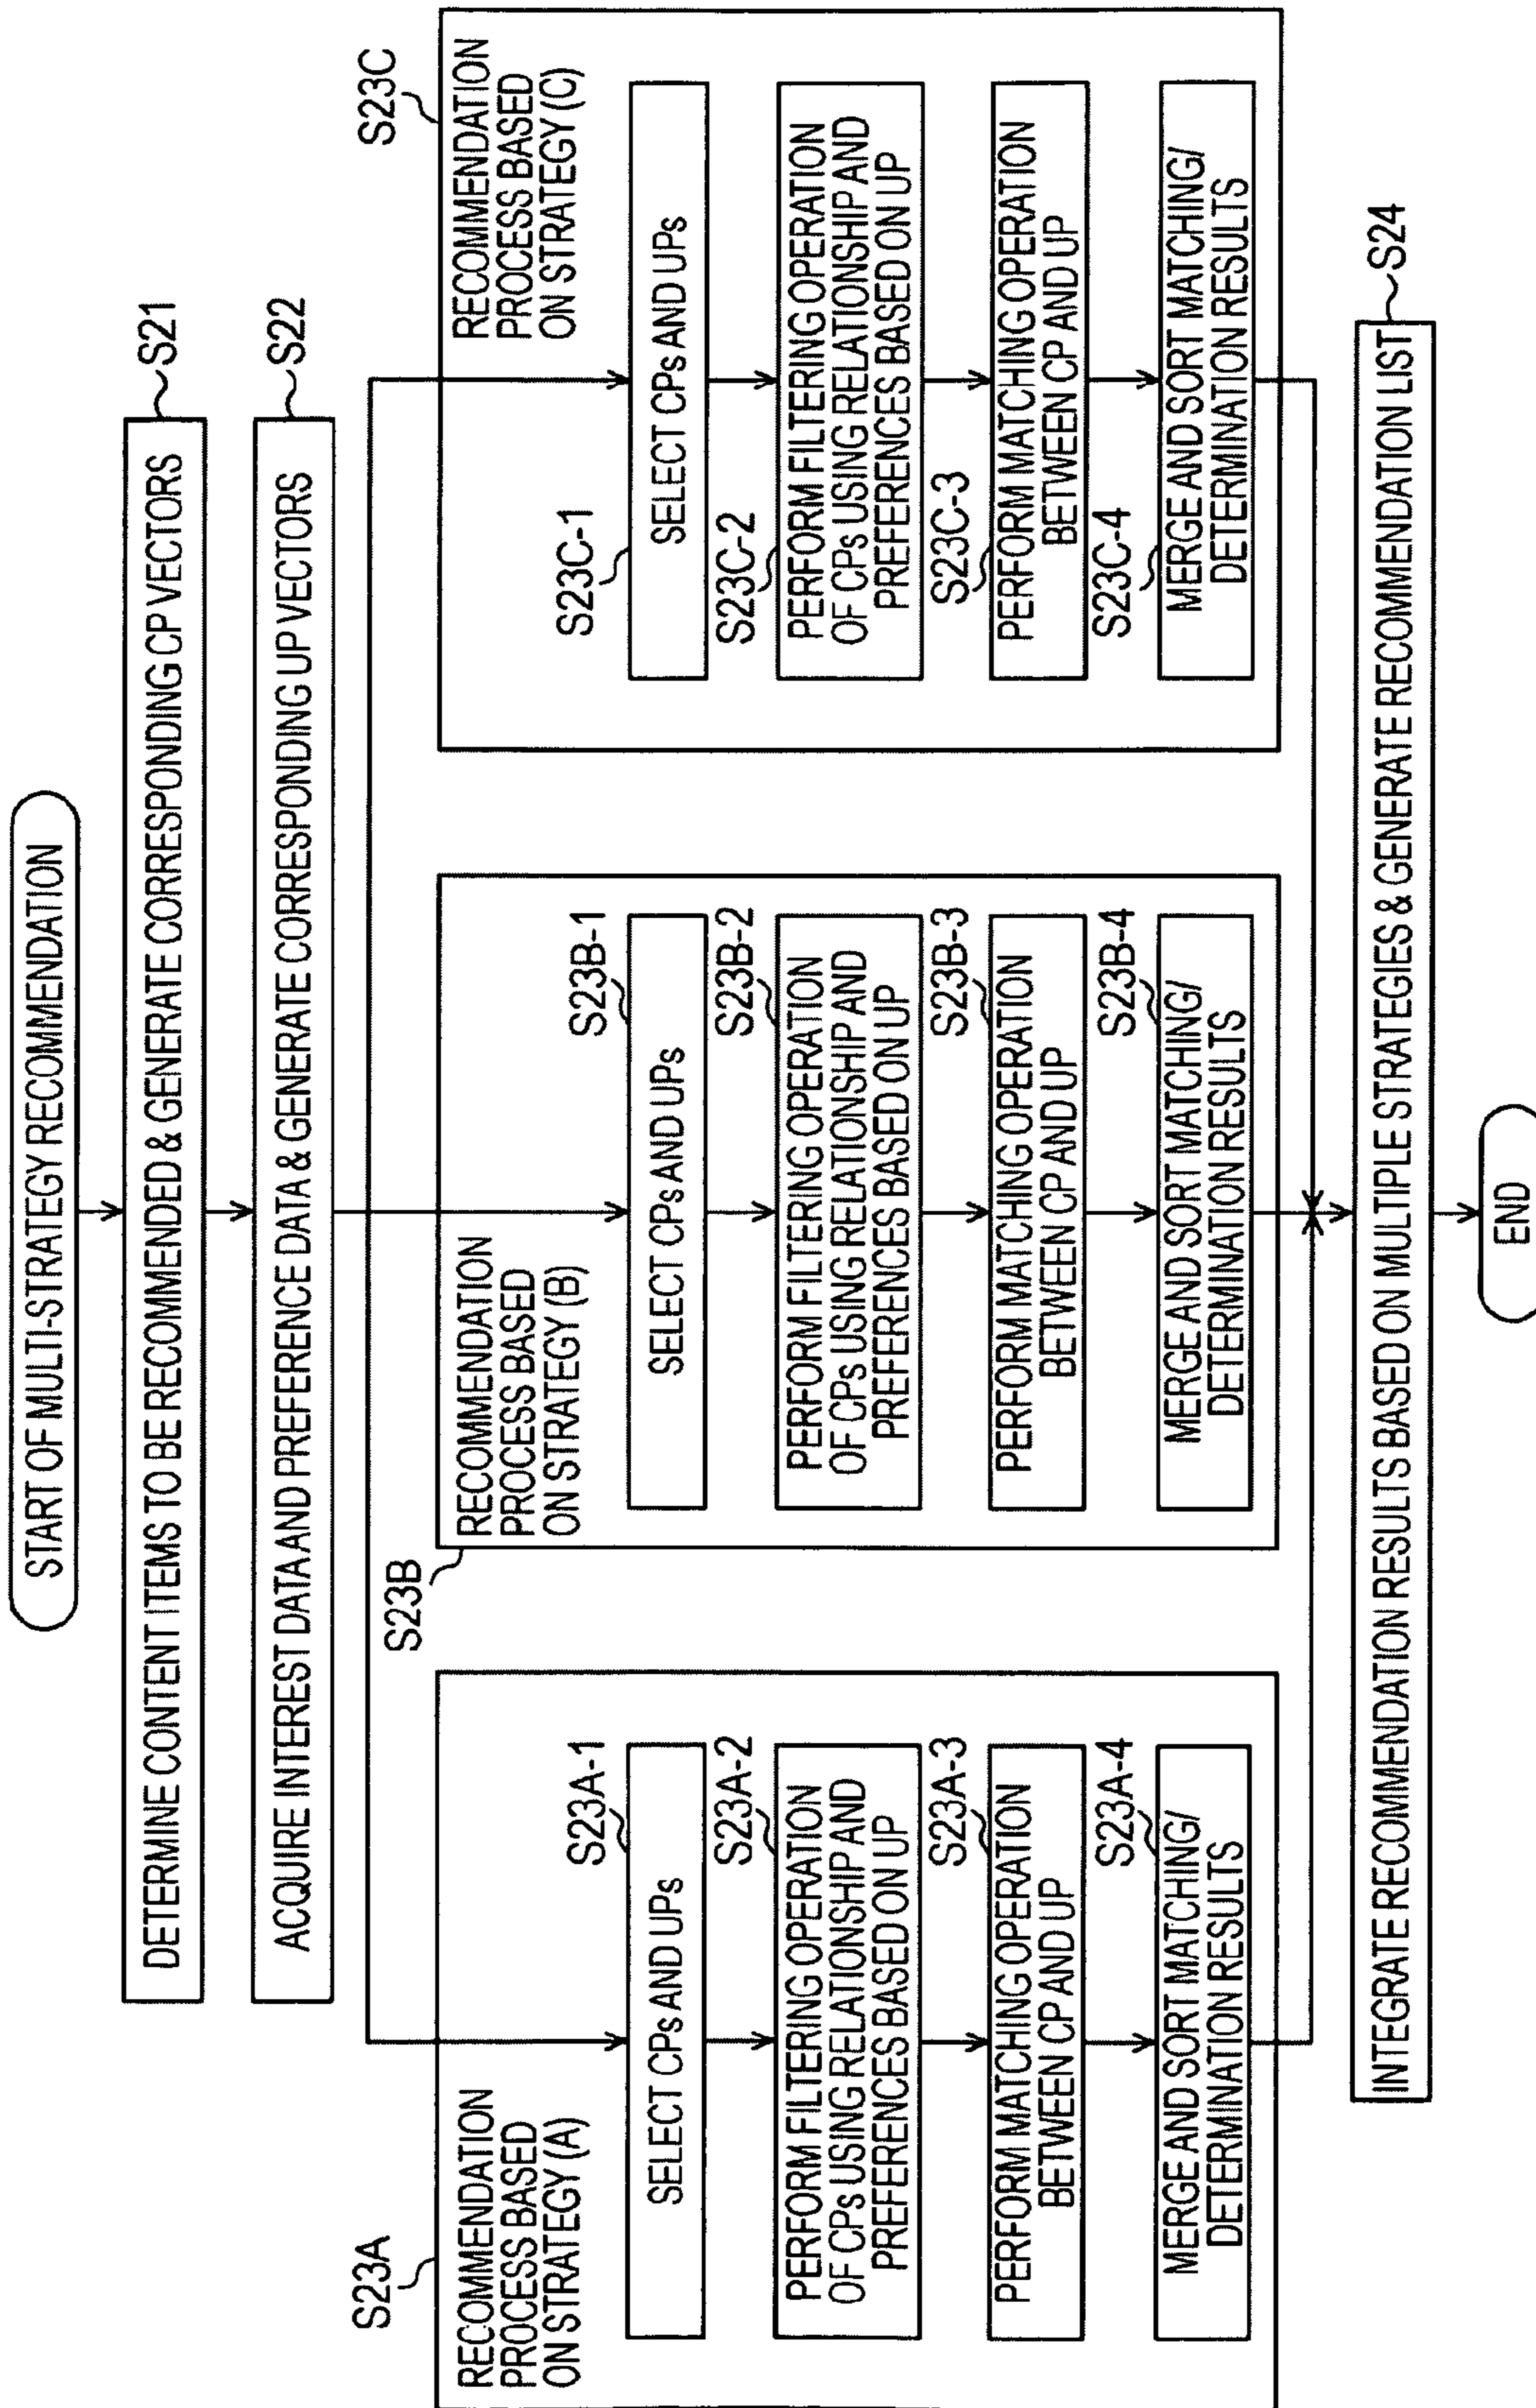 START OF MULTI-STRATEGY RECOMMENDATION
DETERMINE CONTENT ITEMS TO BE RECOMMENDED & GENERATE CORRESPONDING CP VECTORS
S21
ACQUIRE INTEREST DATA AND PREFERENCE DATA & GENERATE CORRESPONDING UP VECTORS
S22
S23A
RECOMMENDATION
PROCESS BASED
ON STRATEGY (A)
S23A-1
SELECT CPs AND UPs
S23A-2
PERFORM FILTERING OPERATION
OF CPs USING RELATIONSHIP AND
PREFERENCES BASED ON UP
S23A-3
PERFORM MATCHING OPERATION
BETWEEN CP AND UP
S23A-4
MERGE AND SORT MATCHING/
DETERMINATION RESULTS
S23B
RECOMMENDATION
PROCESS BASED
ON STRATEGY (B)
S23B-1
SELECT CPs AND UPs
S23B-2
PERFORM FILTERING OPERATION
OF CPs USING RELATIONSHIP AND
PREFERENCES BASED ON UP
S23B-3
PERFORM MATCHING OPERATION
BETWEEN CP AND UP
S23B-4
MERGE AND SORT MATCHING/
DETERMINATION RESULTS
S23C
RECOMMENDATION
PROCESS BASED
ON STRATEGY (C)
S23C-1
SELECT CPs AND UPs
S23C-2
PERFORM FILTERING OPERATION
OF CPs USING RELATIONSHIP AND
PREFERENCES BASED ON UP
S23C-3
PERFORM MATCHING OPERATION
BETWEEN CP AND UP
S23C-4
MERGE AND SORT MATCHING/
DETERMINATION RESULTS
INTEGRATE RECOMMENDATION RESULTS BASED ON MULTIPLE STRATEGIES & GENERATE RECOMMENDATION LIST
S24
END